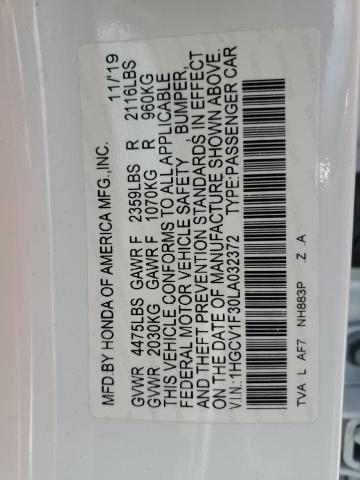 MFD.BY HONDA OF AMERICA MFG.,INC. 11/19
GVWR 4475LBS GAWR F 2359LBS R 2116LBS
GVWR 2030KG GAWR F 1070KG R 960KG
THIS VEHICLE CONFORMS TO ALL APPLICABLE
FEDERAL MOTOR VEHICLE SAFETY BUMPER,
AND THEFT PREVENTION STANDARDS IN EFFECT
ON THE DATE OF MANUFACTURE SHOWN ABOVE.
V.I.N.:1HGCV1F30LA032372 TYPE:PASSENGER CAR
TVA L AF7 NH883P .Z .A